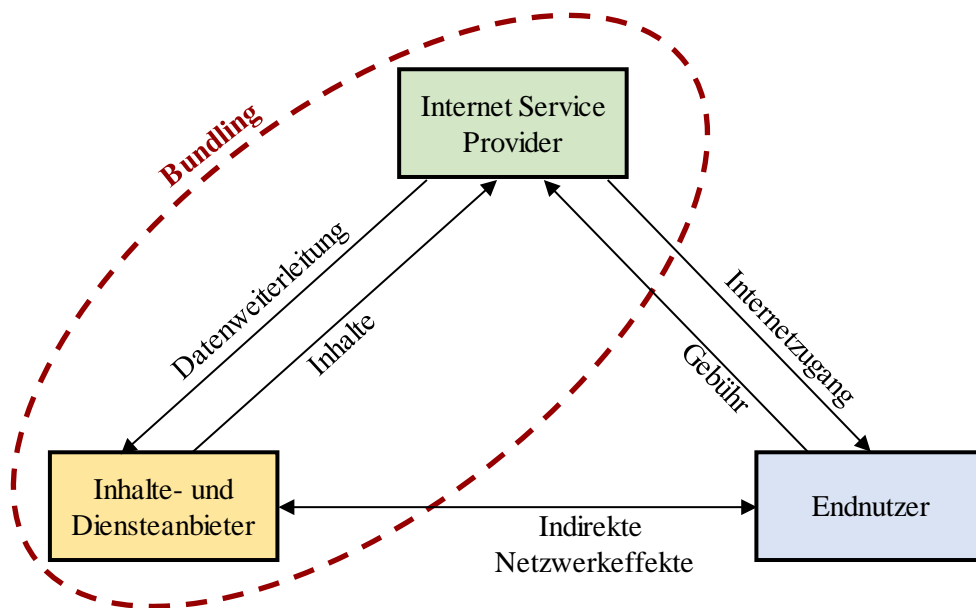 Bundling
Internet Service
Provider
Datenweiterleitung
Inhalte
Internetzugang
Gebühr
Inhalte- und
Diensteanbieter
Indirekte
Netzwerkeffekte
Endnutzer